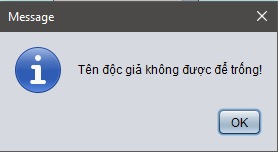 Message
Tên độc giả không được để trống!
OK